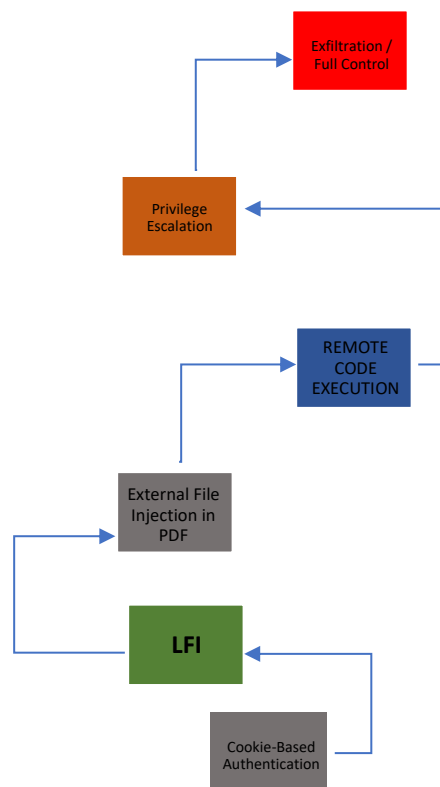 Exfiltration /
Full Control
Privilege
Escalation
REMOTE
CODE
EXECUTION
External File
Injection in
PDF
LFI
Cookie-Based
Authentication